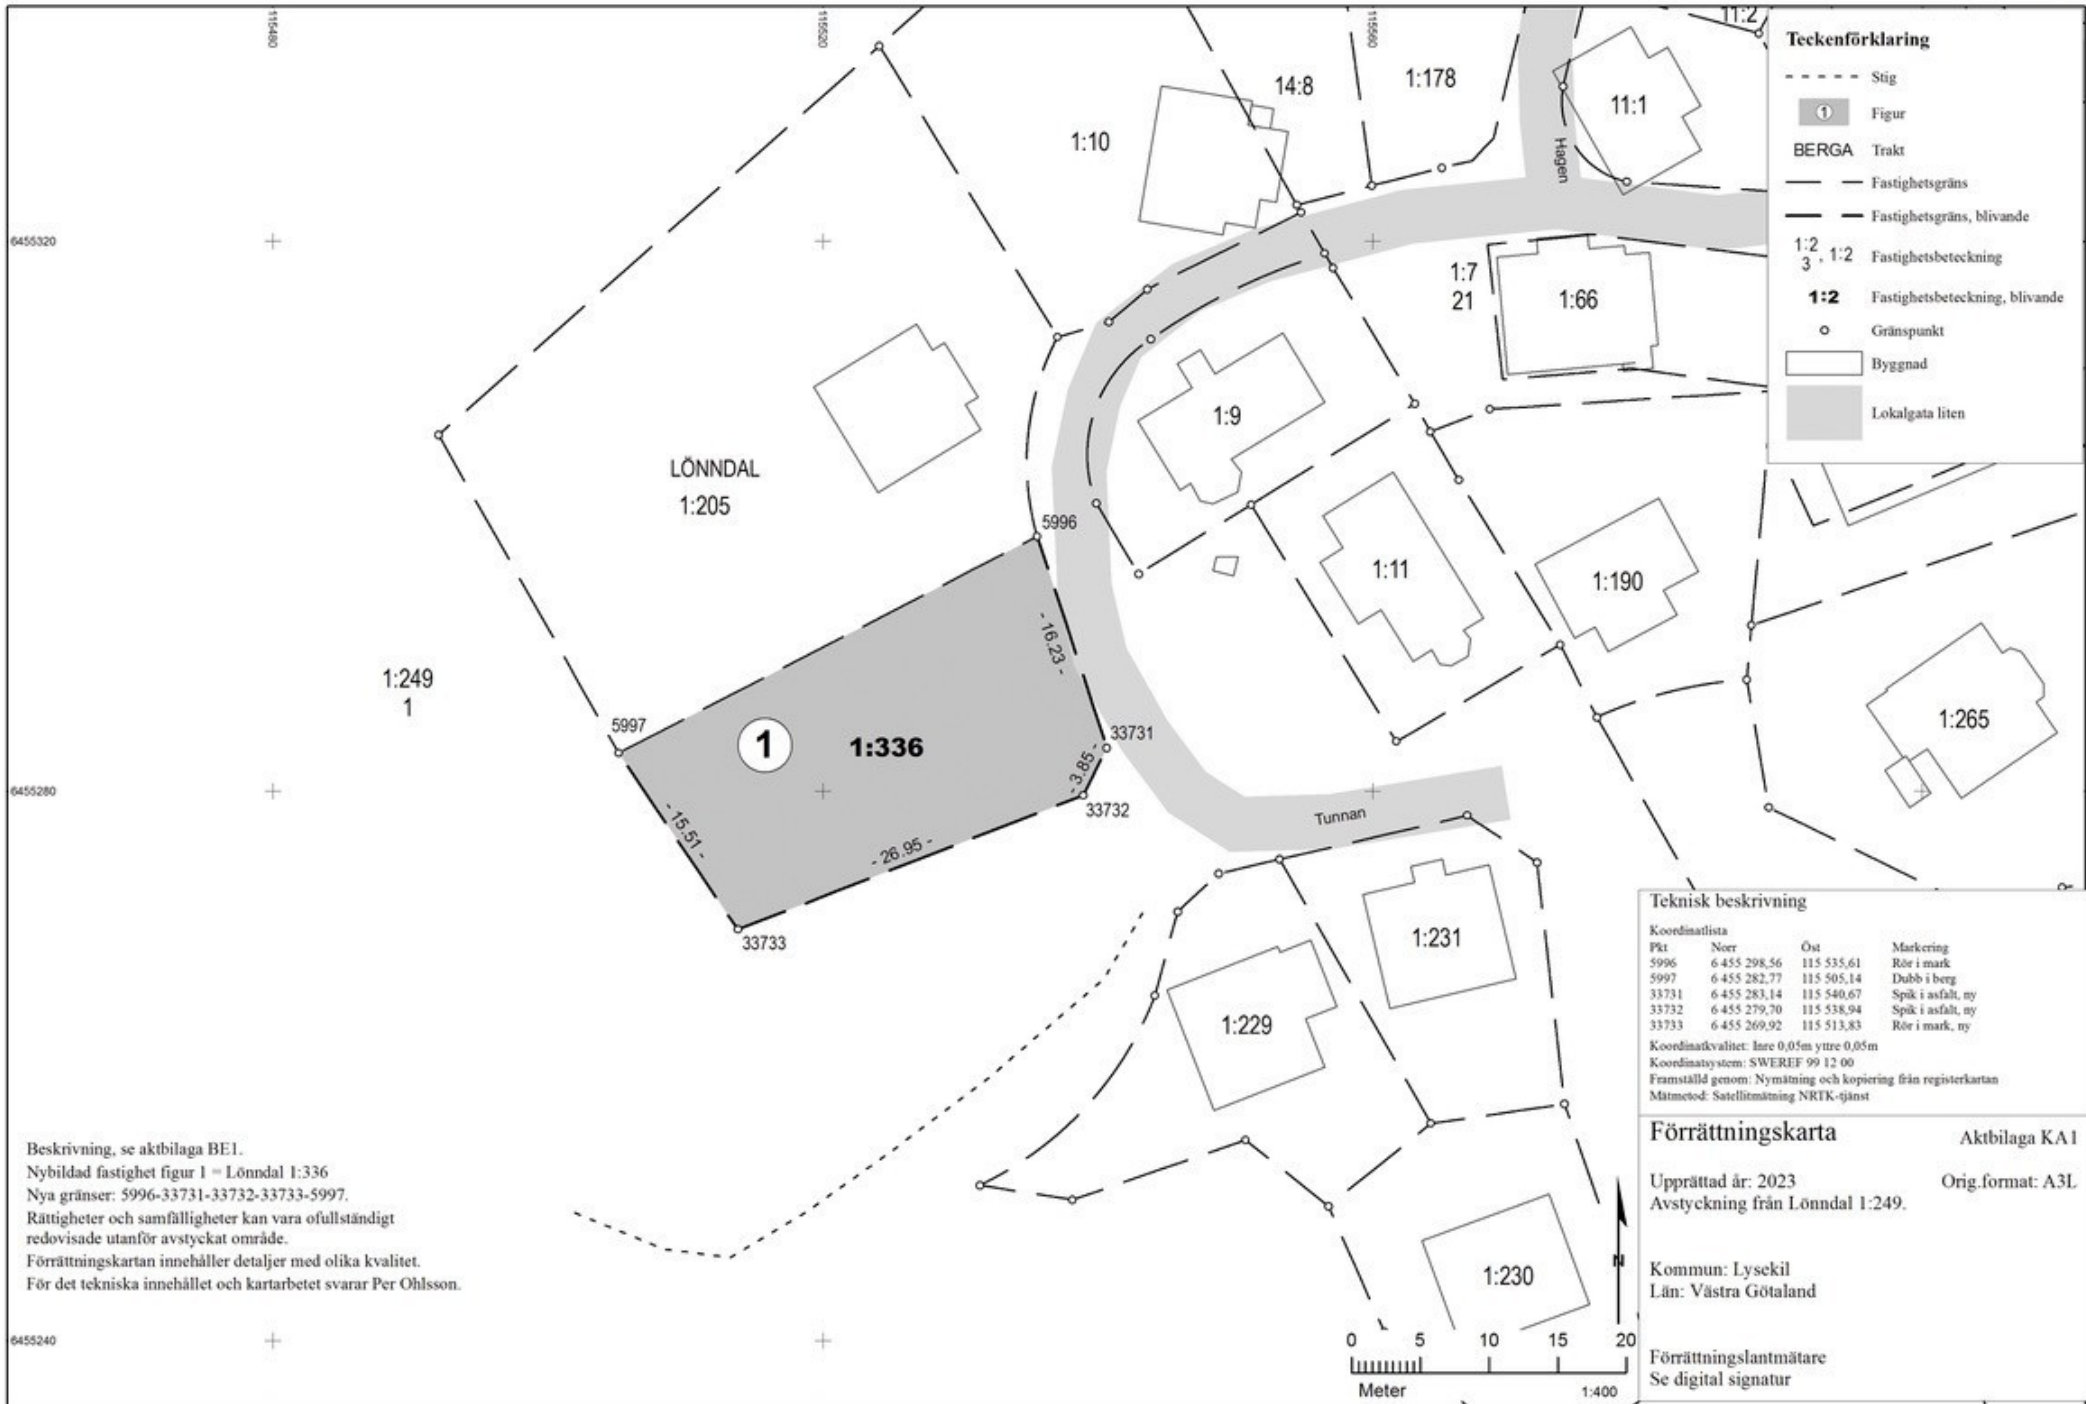 115480
115520
115560
11:2
14:8
1:178
11:1
1:10
Hagen
6455320
1:7
21
1:66
1:9
LÖNNDAL
1:205
5996
1:11
1:190
- 16.23 -
1:249
1
5997
1
1:336
33731
1:265
- 3.85 -
6455280
33732
- 15.51 -
- 26.95 -
Tunnan
33733
1:231
1:229
1:230
6455240
Teckenförklaring
Stig
1 Figur
BERGA Trakt
Fastighetsgräns
Fastighetsgräns, blivande
1:2
3 , 1:2 Fastighetsbeteckning
1:2 Fastighetsbeteckning, blivande
Gränspunkt
Byggnad
Lokalgata liten
Teknisk beskrivning
Koordinatlista
Pkt Norr Öst Markering
5996 6 455 298,56 115 535,61 Rör i mark
5997 6 455 282,77 115 505,14 Dubb i berg
33731 6 455 283,14 115 540,67 Spik i asfalt, ny
33732 6 455 279,70 115 538,94 Spik i asfalt, ny
33733 6 455 269,92 115 513,83 Rör i mark, ny
Koordinatkvalitet: Inre 0,05m yttre 0,05m
Koordinatsystem: SWEREF 99 12 00
Framställd genom: Nymätning och kopiering från registerkartan
Mätmetod: Satellitmätning NRTK-tjänst
Förrättningskarta Aktbilaga KA1
Upprättad år: 2023 Orig.format: A3L
Avstyckning från Lönndal 1:249.
Kommun: Lysekil
Län: Västra Götaland
Förrättningslantmätare
Se digital signatur
Beskrivning, se aktbilaga BE1.
Nybildad fastighet figur 1 = Lönndal 1:336
Nya gränser: 5996-33731-33732-33733-5997.
Rättigheter och samfälligheter kan vara ofullständigt
redovisade utanför avstyckat område.
Förrättningskartan innehåller detaljer med olika kvalitet.
För det tekniska innehållet och kartarbetet svarar Per Ohlsson.
N
0 5 10 15 20
Meter 1:400